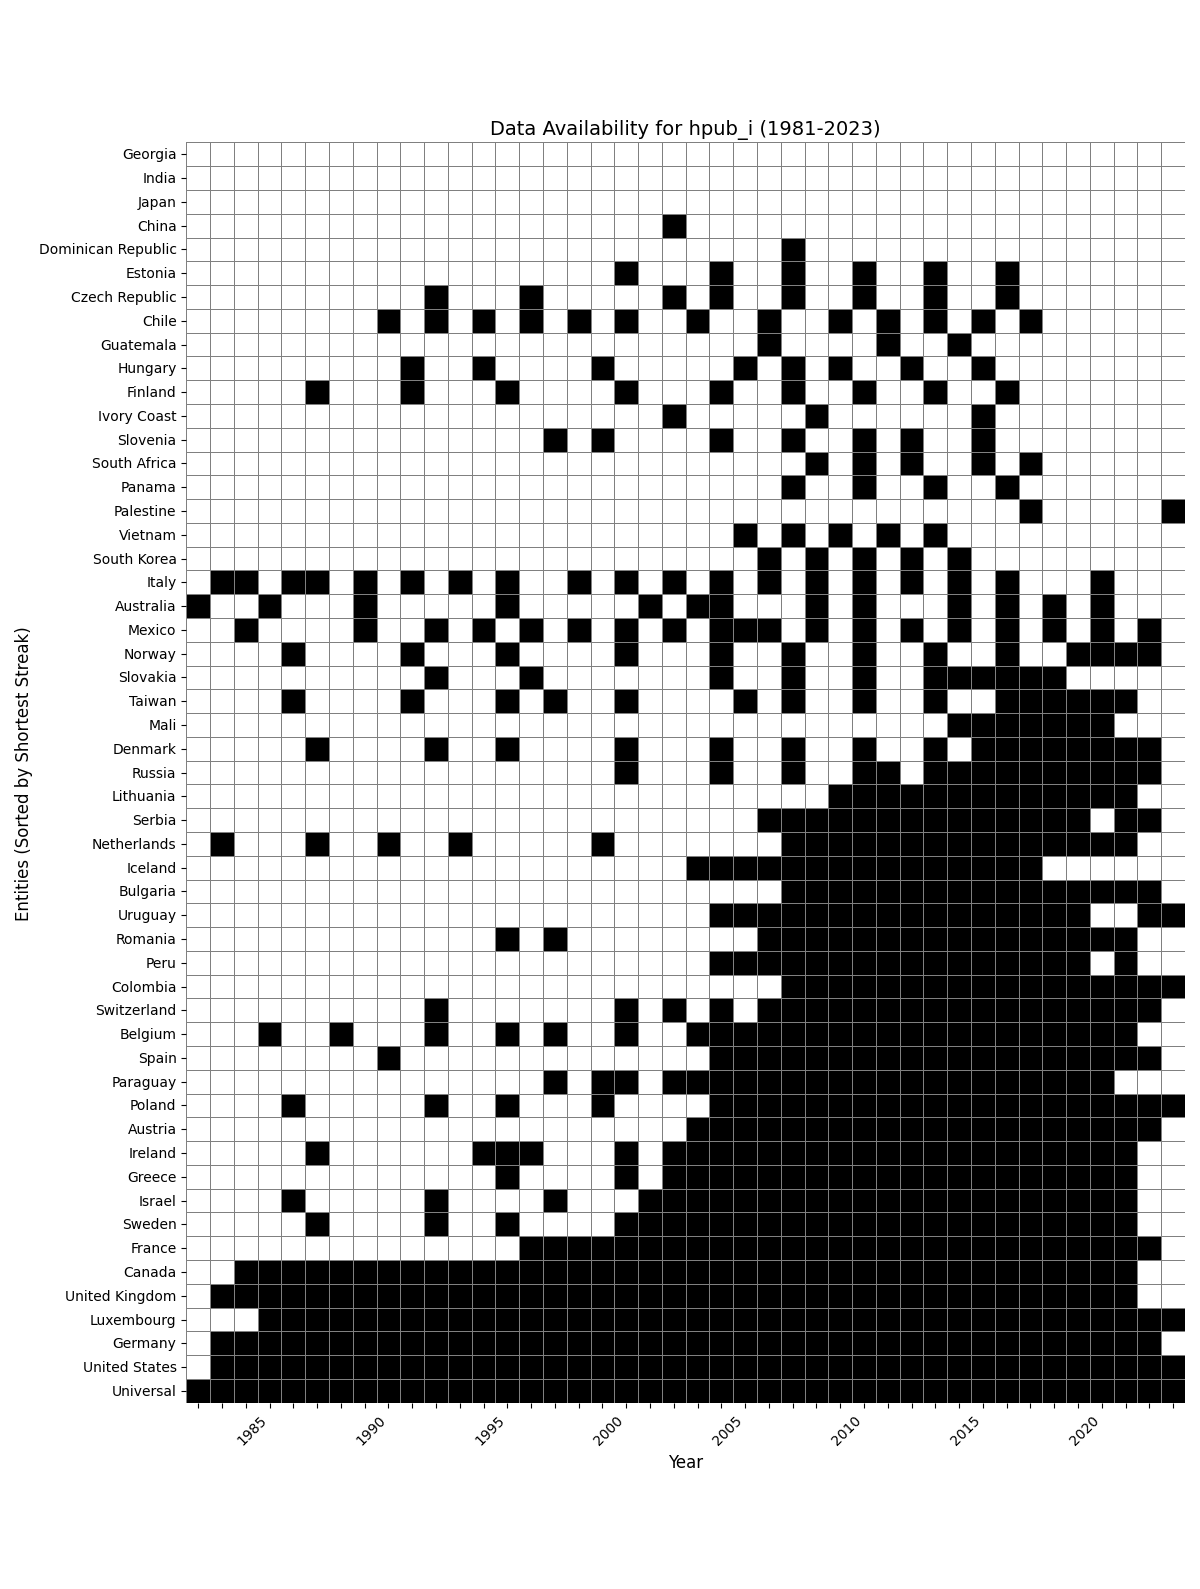 Data Availability for hpub_i (1981-2023)
Georgia
India
Japan
China
Dominican Republic
Estonia
Czech Republic
Chile
Guatemala
Hungary
Finland
Ivory Coast
Slovenia
South Africa
Panama
Palestine
Vietnam
South Korea
Italy
Australia
Mexico
Norway
Slovakia
Taiwan
Mali
Denmark
Russia
Lithuania
Serbia
Netherlands
Iceland
Bulgaria
Uruguay
Romania
Peru
Colombia
Switzerland
Belgium
Spain
Paraguay
Poland
Austria
Ireland
Greece
Israel
Sweden
France
Canada
United Kingdom
Luxembourg
Germany
United States
Universal
Entities (Sorted by Shortest Streak)
1985 1990 1995 2000 2005 2010 2015 2020
Year